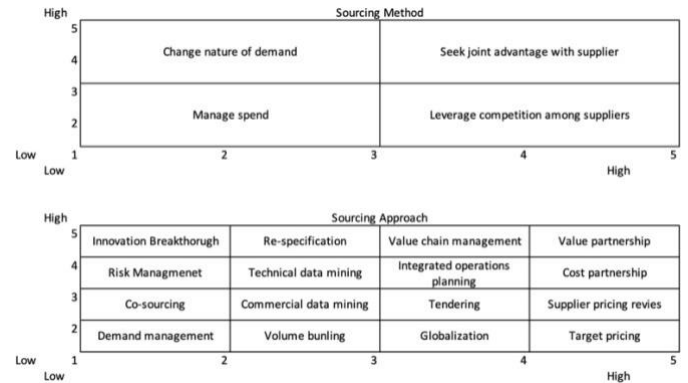 High
Sourcing Method
5
Change nature of demand
Seek joint advantage with supplier
4
3
Manage spend
Leverage competition among suppliers
2
Low 1 2 3 4 5
Low High
High
Sourcing Approach
5
Innovation Breakthorugh Re-specification Value chain management Value partnership
4
Risk Managmenet Technical data mining Integrated operations planning Cost partnership
3
Co-sourcing Commercial data mining Tendering Supplier pricing revies
2
Demand management Volume bunling Globalization Target pricing
Low 1 2 3 4 5
Low High